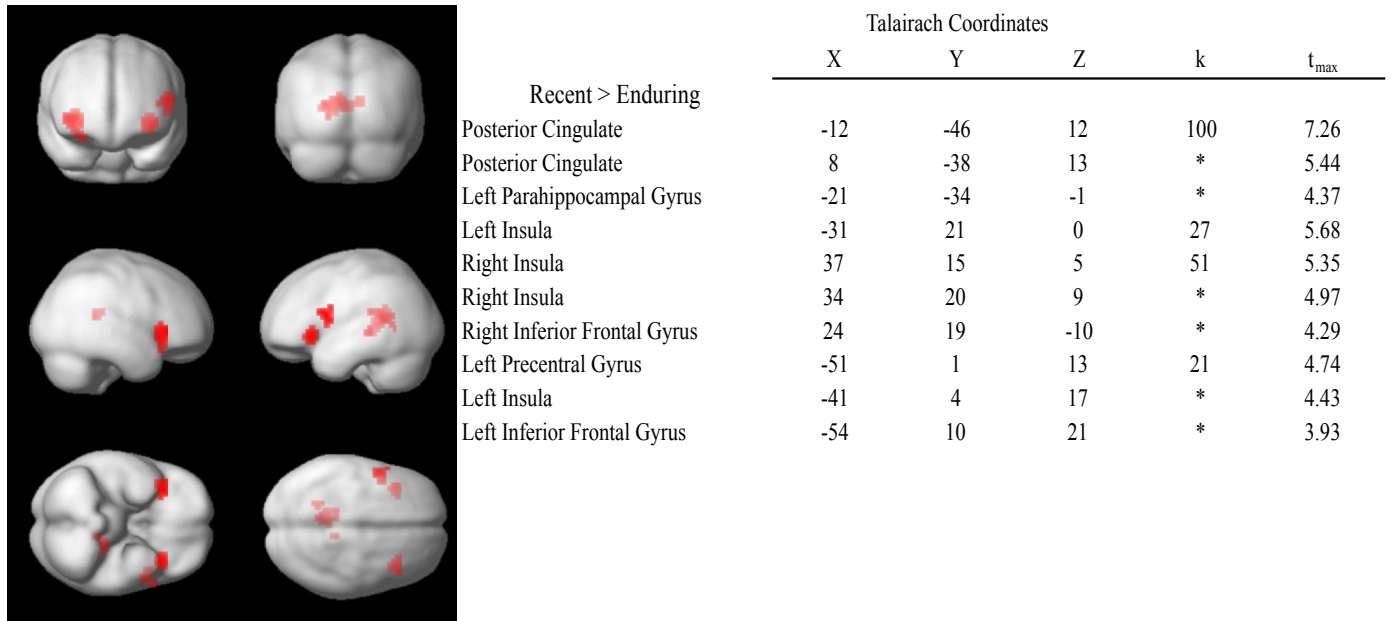 Talairach Coordinates
X Y Z k tmax
Recent > Enduring
Posterior Cingulate -12 -46 12 100 7.26
Posterior Cingulate 8 -38 13 * 5.44
Left Parahippocampal Gyrus -21 -34 -1 * 4.37
Left Insula -31 21 0 27 5.68
Right Insula 37 15 5 51 5.35
Right Insula 34 20 9 * 4.97
Right Inferior Frontal Gyrus 24 19 -10 * 4.29
Left Precentral Gyrus -51 1 13 21 4.74
Left Insula -41 4 17 * 4.43
Left Inferior Frontal Gyrus -54 10 21 * 3.93